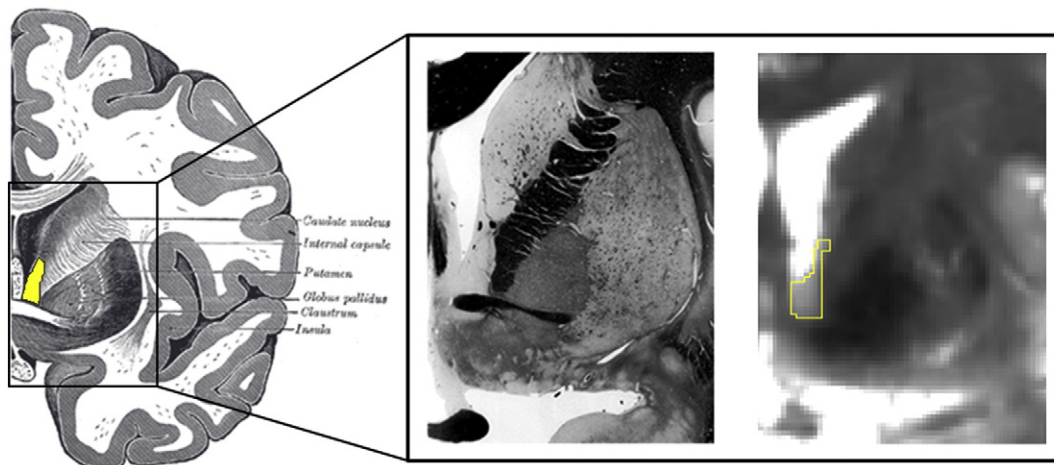 Caudate nucleus
Internal capsule
Putamen
Globus pallidus
Claustrum
Insula